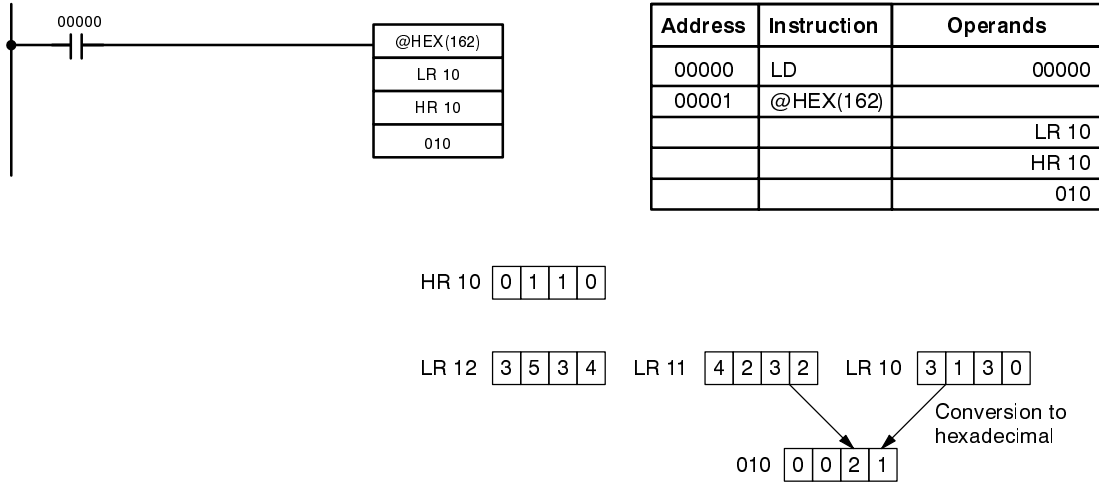 00000
@HEX(162)
LR 10
HR 10
010
Address Instruction Operands
00000 LD 00000
00001 @HEX(162)
LR 10
HR 10
010
HR 10 0 1 1 0
LR 12 3 5 3 4 LR 11 4 2 3 2 LR 10 3 1 3 0
Conversion to
hexadecimal
010 0 0 2 1